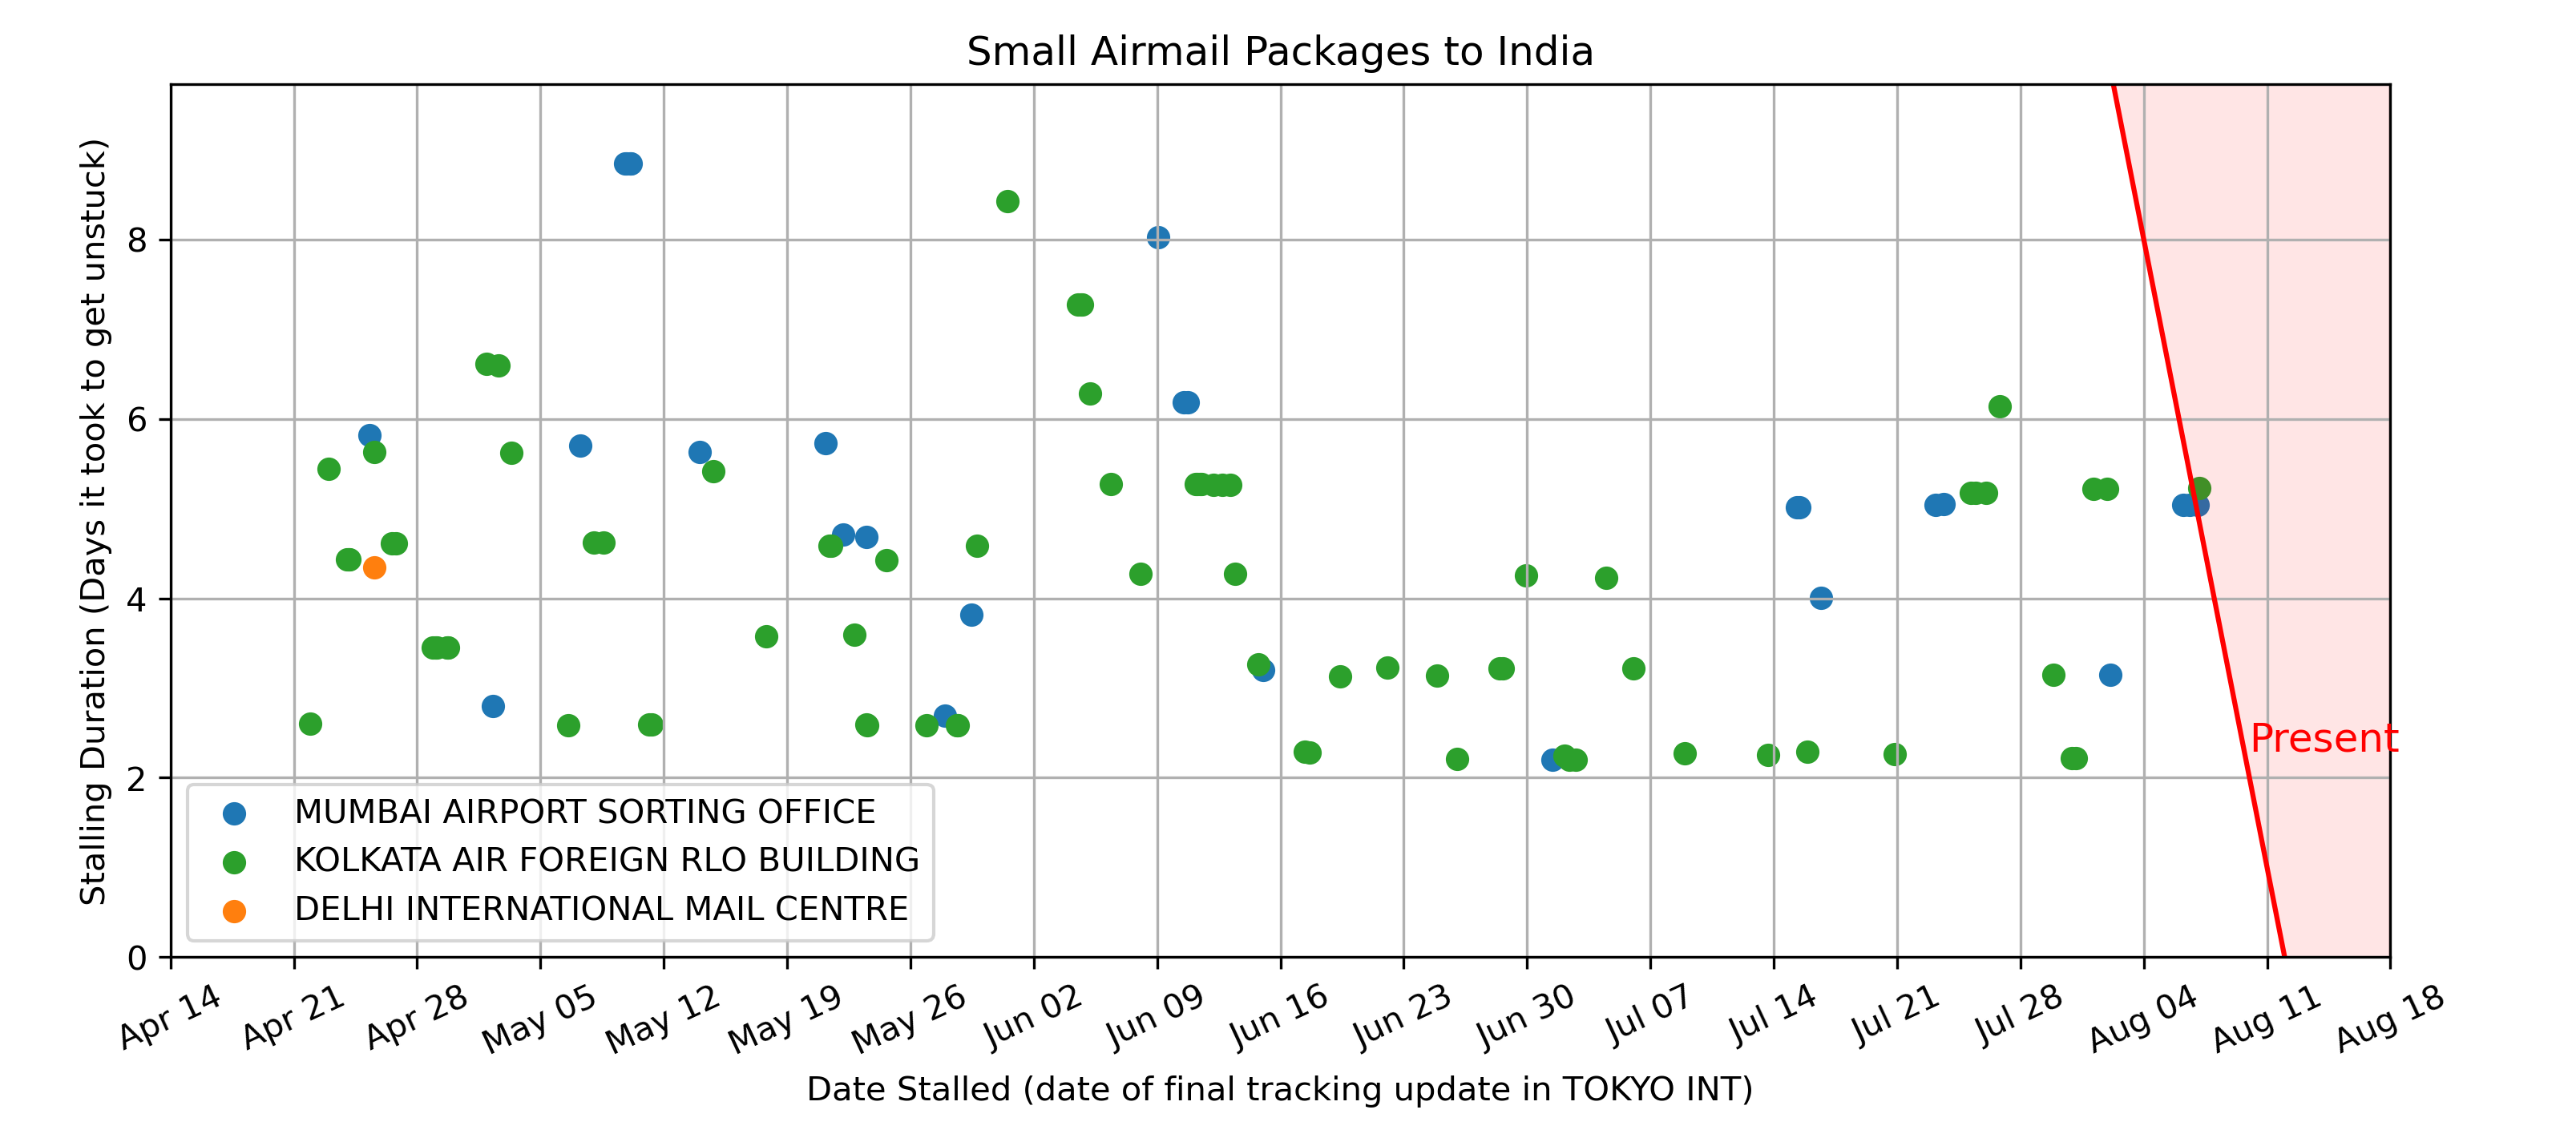 Small Airmail Packages to India
Stalling Duration (Days it took to get unstuck)
8
6
4
2
0
Present
MUMBAI AIRPORT SORTING OFFICE
KOLKATA AIR FOREIGN RLO BUILDING
DELHI INTERNATIONAL MAIL CENTRE
Apr 14 Apr 21 Apr 28 May 05 May 12 May 19 May 26 Jun 02 Jun 09 Jun 16 Jun 23 Jun 30 Jul 07 Jul 14 Jul 21 Jul 28 Aug 04 Aug 11 Aug 18
Date Stalled (date of final tracking update in TOKYO INT)